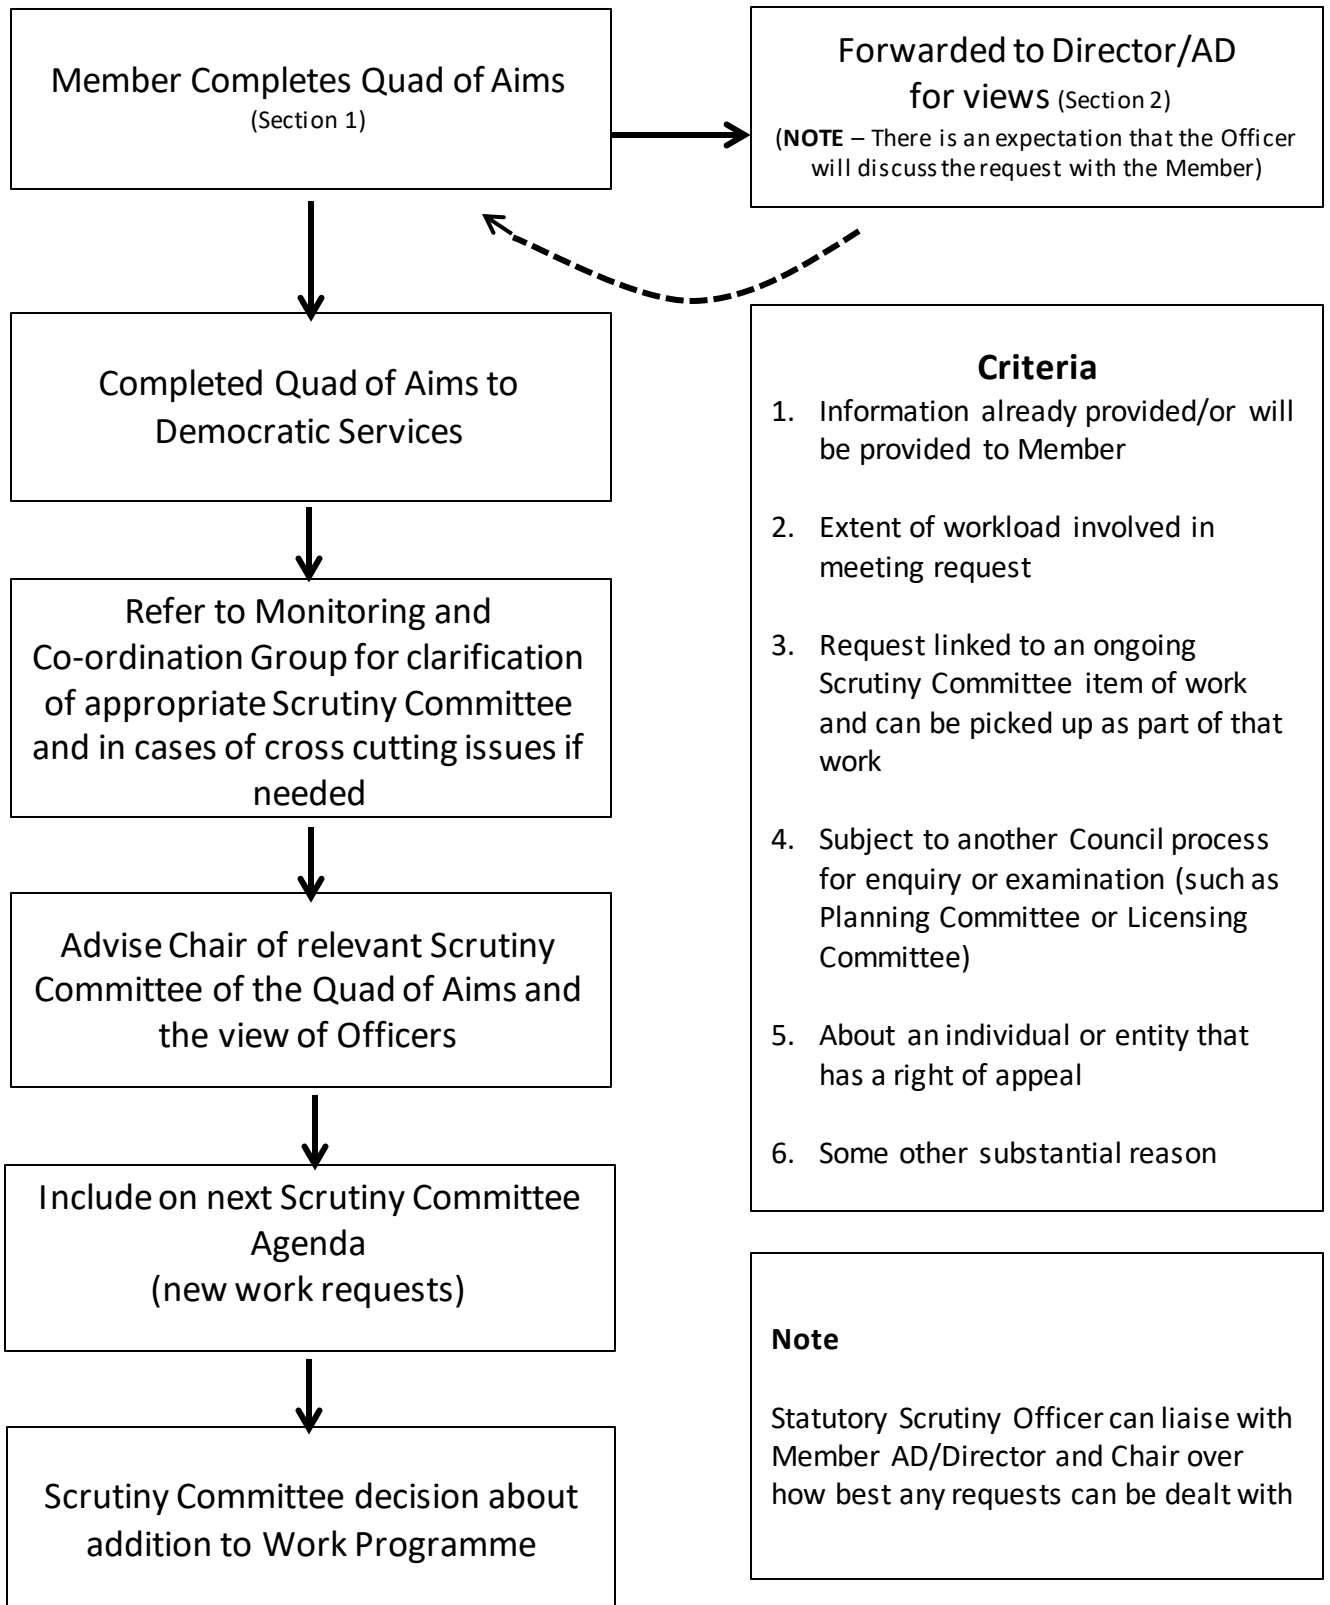 Member Completes Quad of Aims
(Section 1)
Forwarded to Director/AD
for views (Section 2)
(NOTE – There is an expectation that the Officer
will discuss the request with the Member)
Completed Quad of Aims to
Democratic Services
Refer to Monitoring and
Co-ordination Group for clarification
of appropriate Scrutiny Committee
and in cases of cross cutting issues if
needed
Advise Chair of relevant Scrutiny
Committee of the Quad of Aims and
the view of Officers
Include on next Scrutiny Committee
Agenda
(new work requests)
Scrutiny Committee decision about
addition to Work Programme
Criteria
1. Information already provided/or will
be provided to Member
2. Extent of workload involved in
meeting request
3. Request linked to an ongoing
Scrutiny Committee item of work
and can be picked up as part of that
work
4. Subject to another Council process
for enquiry or examination (such as
Planning Committee or Licensing
Committee)
5. About an individual or entity that
has a right of appeal
6. Some other substantial reason
Note
Statutory Scrutiny Officer can liaise with
Member AD/Director and Chair over
how best any requests can be dealt with